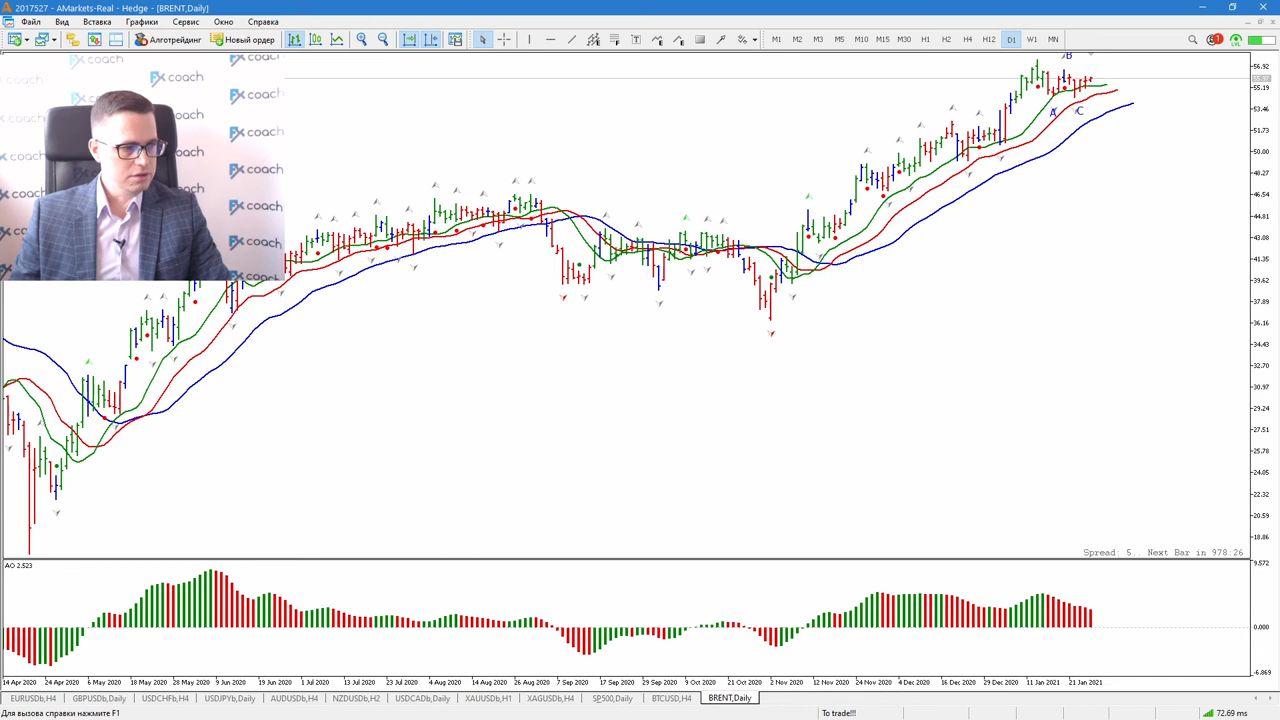 2017527 - AMarkets-Real - Hedge - [BRENT,Daily]
Файл Вид Вставка Графики Сервис Окно Справка
Алготрейдинг Новый ордер M1 M2 M3 M4 M5 M10 M15 M30 H1 H2 H4 H12 D1 W1 MN
coach
coach
coach
coach
coach
coach
coach
coach
coach
B
A
C
56.92
55.19
53.46
51.73
50.00
48.27
46.54
44.81
43.08
41.35
39.62
37.89
36.16
34.43
32.70
30.97
29.24
27.51
25.78
24.05
22.32
20.59
18.86
Spread: 5.. Next Bar in 978:26
AO 2.523
9.572
0.000
-6.869
14 Apr 2020 24 Apr 2020 6 May 2020 18 May 2020 28 May 2020 9 Jun 2020 19 Jun 2020 1 Jul 2020 13 Jul 2020 23 Jul 2020 4 Aug 2020 14 Aug 2020 26 Aug 2020 7 Sep 2020 17 Sep 2020 29 Sep 2020 9 Oct 2020 21 Oct 2020 2 Nov 2020 12 Nov 2020 24 Nov 2020 4 Dec 2020 16 Dec 2020 29 Dec 2020 11 Jan 2021 21 Jan 2021
EURUSDb,H4 GBPUSDb,Daily USDCHFb,H4 USDJPYb,Daily AUDUSDb,H4 NZDUSDb,H2 USDCADb,Daily XAUUSDb,H1 XAGUSDb,H4 SP500,Daily BTCUSD,H4 BRENT,Daily
Для вызова справки нажмите F1 To trade!!! 72.69 ms